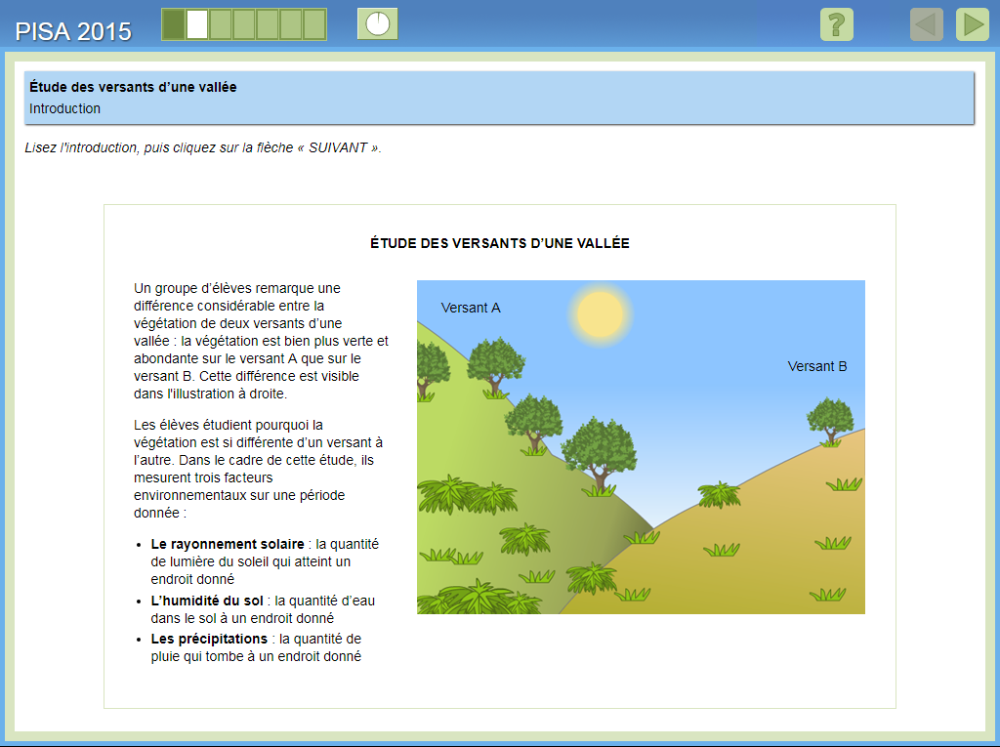 PISA 2015
?
Étude des versants d’une vallée
Introduction
Lisez l'introduction, puis cliquez sur la flèche « SUIVANT ».
ÉTUDE DES VERSANTS D’UNE VALLÉE
Un groupe d’élèves remarque une
différence considérable entre la
végétation de deux versants d’une
vallée : la végétation est bien plus verte et
abondante sur le versant A que sur le
versant B. Cette différence est visible
dans l'illustration à droite.
Les élèves étudient pourquoi la
végétation est si différente d’un versant à
l’autre. Dans le cadre de cette étude, ils
mesurent trois facteurs
environnementaux sur une période
donnée :
• Le rayonnement solaire : la quantité
de lumière du soleil qui atteint un
endroit donné
• L’humidité du sol : la quantité d’eau
dans le sol à un endroit donné
• Les précipitations : la quantité de
pluie qui tombe à un endroit donné
Versant A
Versant B